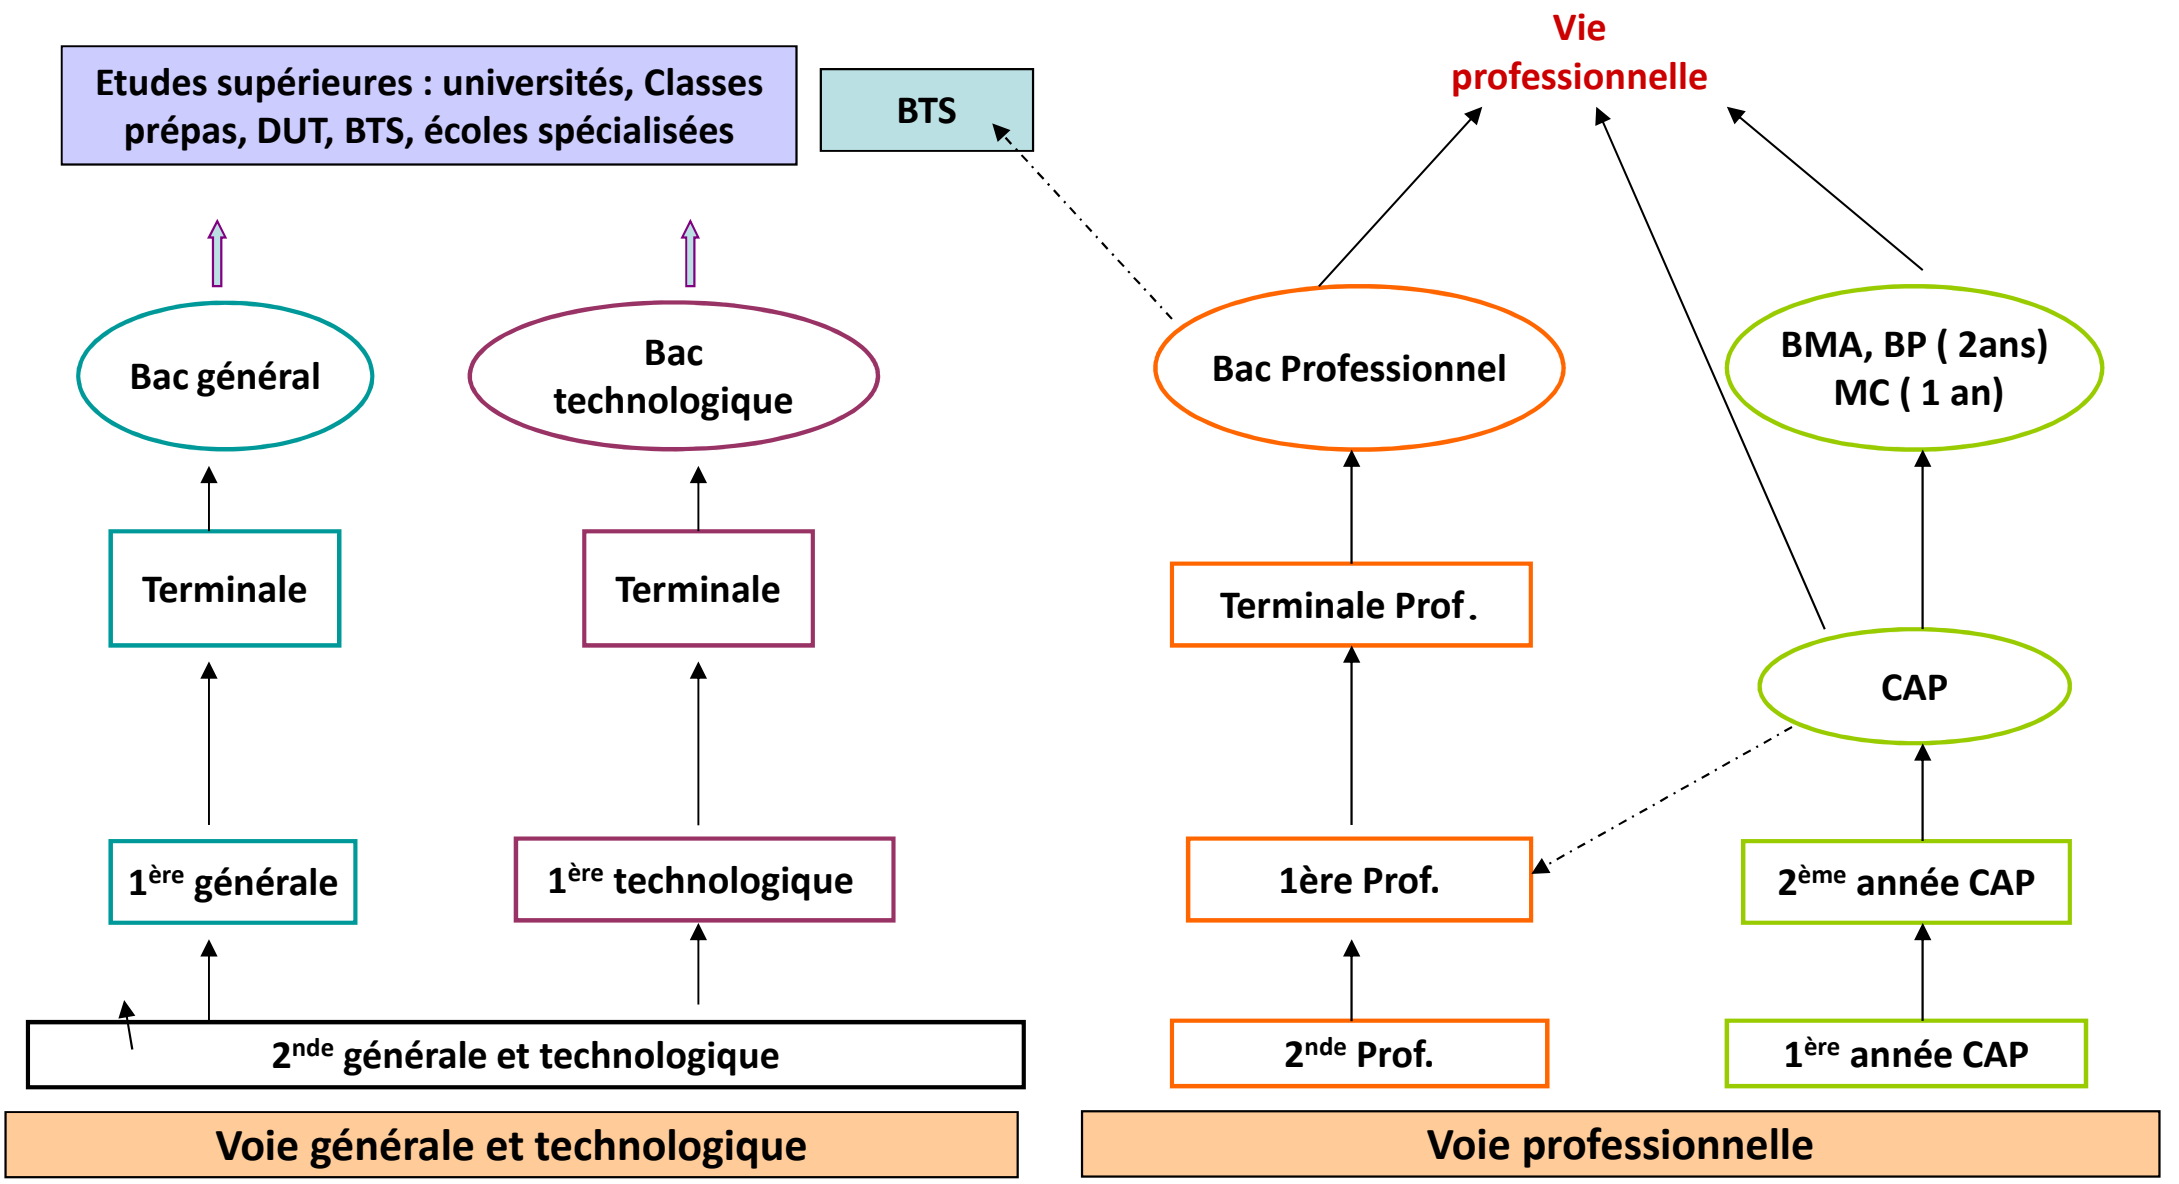 Vie
professionnelle
Etudes supérieures : universités, Classes
prépas, DUT, BTS, écoles spécialisées
BTS
Bac général
Bac
technologique
Bac Professionnel
BMA, BP ( 2ans)
MC ( 1 an)
Terminale
Terminale
Terminale Prof.
CAP
1ère générale
1ère technologique
1ère Prof.
2ème année CAP
2nde générale et technologique
2nde Prof.
1ère année CAP
Voie générale et technologique
Voie professionnelle